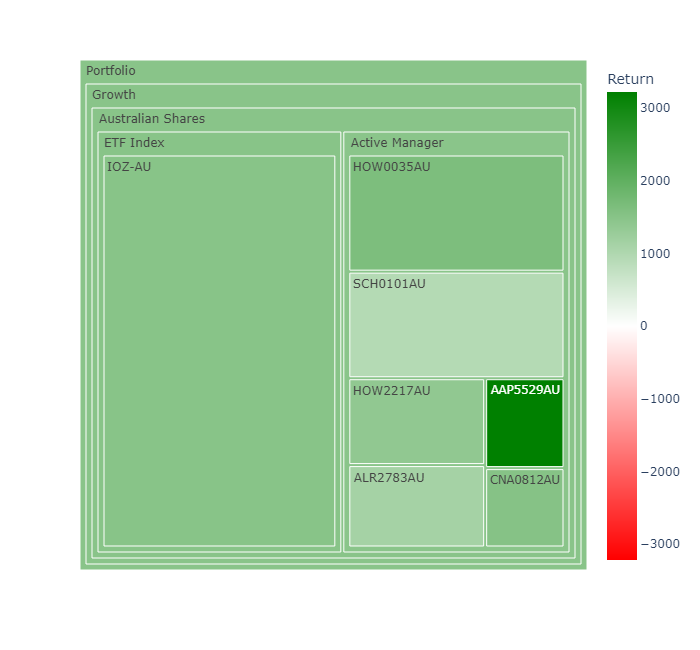 Portfolio
Growth
Australian Shares
ETF Index
IOZ-AU
Active Manager
HOW0035AU
SCH0101AU
HOW2217AU
AAP5529AU
ALR2783AU
CNA0812AU
Return
3000
2000
1000
0
−1000
−2000
−3000